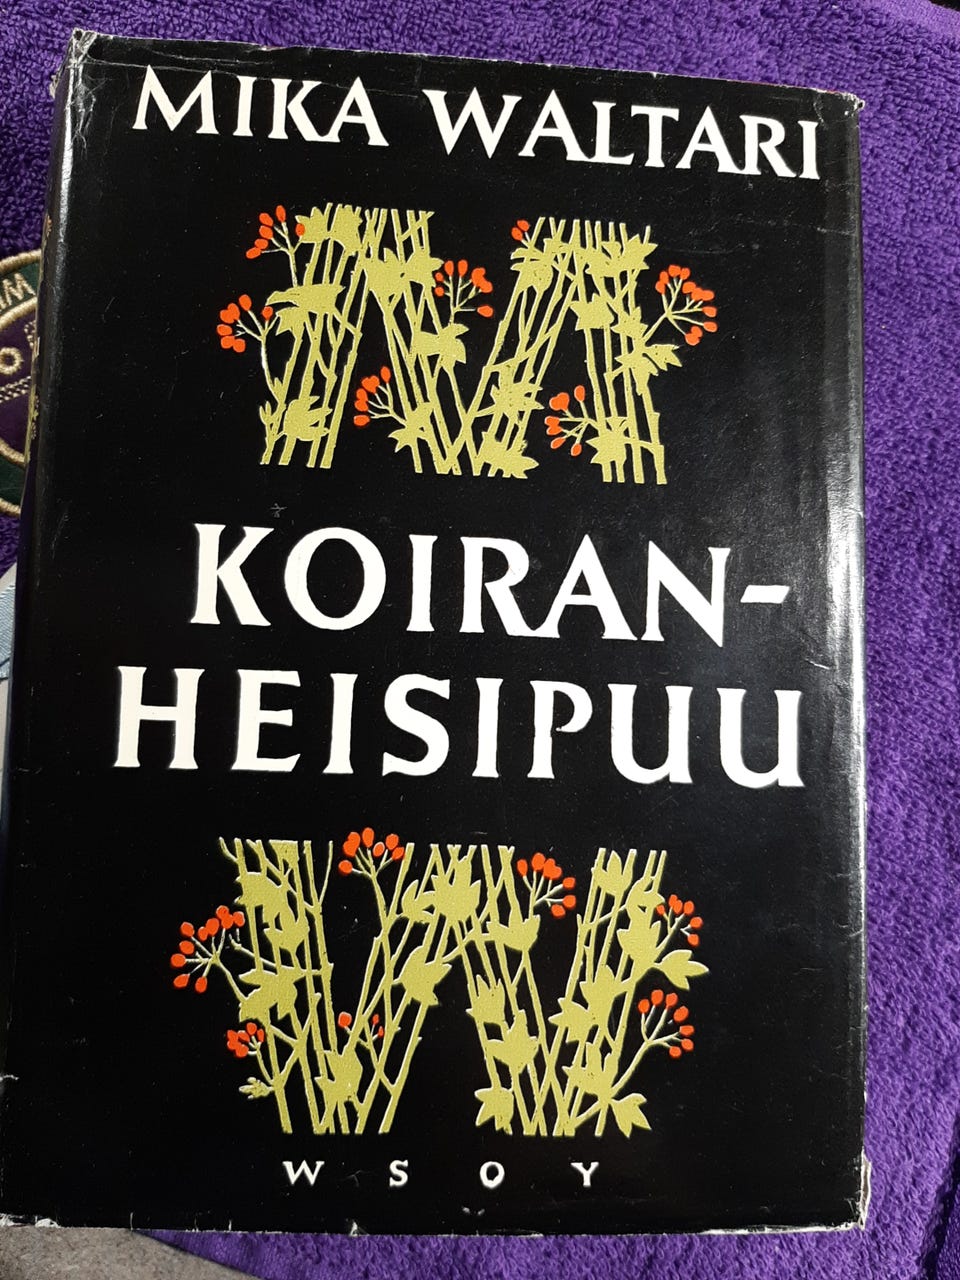 MIKA WALTARI
KOIRAN-
HEISIPUU
WSOY